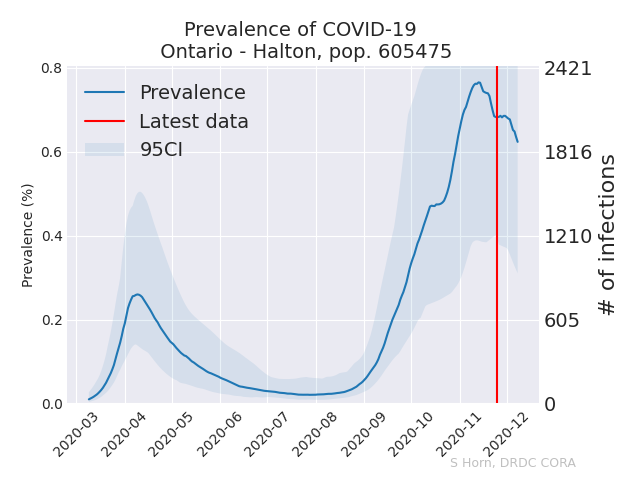 Prevalence of COVID-19
Ontario - Halton, pop. 605475
Prevalence
Latest data
95CI
Prevalence (%)
0.8
0.6
0.4
0.2
0.0
2421
1816
1210
605
0
# of infections
2020-03
2020-04
2020-05
2020-06
2020-07
2020-08
2020-09
2020-10
2020-11
2020-12
S Horn, DRDC CORA